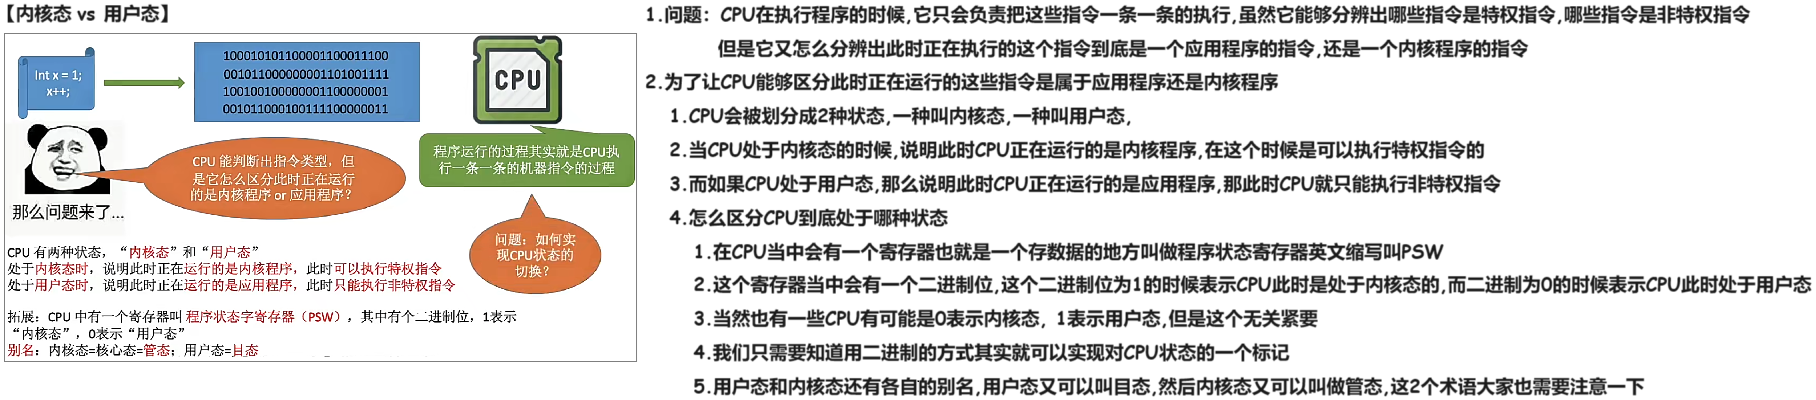 【内核态 vs 用户态】
Int x = 1;
x++;
100010101100001100011100
001011000000001101001111
100100100000001100000001
001011000100111100000011
CPU
CPU 能判断出指令类型，但
是它怎么区分此时正在运行
的是内核程序 or 应用程序？
程序运行的过程其实就是CPU执
行一条一条的机器指令的过程
那么问题来了...
问题：如何实
现CPU状态的
切换？
CPU 有两种状态，“内核态”和“用户态”
处于内核态时，说明此时正在运行的是内核程序，此时可以执行特权指令
处于用户态时，说明此时正在运行的是应用程序，此时只能执行非特权指令
拓展：CPU 中有一个寄存器叫 程序状态字寄存器（PSW），其中有个二进制位，1表示
“内核态”，0表示“用户态”
别名：内核态=核心态=管态；用户态=目态
1.问题：CPU在执行程序的时候,它只会负责把这些指令一条一条的执行,虽然它能够分辨出哪些指令是特权指令,哪些指令是非特权指令
但是它又怎么分辨出此时正在执行的这个指令到底是一个应用程序的指令,还是一个内核程序的指令
2.为了让CPU能够区分此时正在运行的这些指令是属于应用程序还是内核程序
1.CPU会被划分成2种状态,一种叫内核态,一种叫用户态,
2.当CPU处于内核态的时候,说明此时CPU正在运行的是内核程序,在这个时候是可以执行特权指令的
3.而如果CPU处于用户态,那么说明此时CPU正在运行的是应用程序,那此时CPU就只能执行非特权指令
4.怎么区分CPU到底处于哪种状态
1.在CPU当中会有一个寄存器也就是一个存数据的地方叫做程序状态寄存器英文缩写叫PSW
2.这个寄存器当中会有一个二进制位,这个二进制位为1的时候表示CPU此时是处于内核态的,而二进制为0的时候表示CPU此时处于用户态
3.当然也有一些CPU有可能是0表示内核态, 1表示用户态,但是这个无关紧要
4.我们只需要知道用二进制的方式其实就可以实现对CPU状态的一个标记
5.用户态和内核态还有各自的别名,用户态又可以叫目态,然后内核态又可以叫做管态,这2个术语大家也需要注意一下